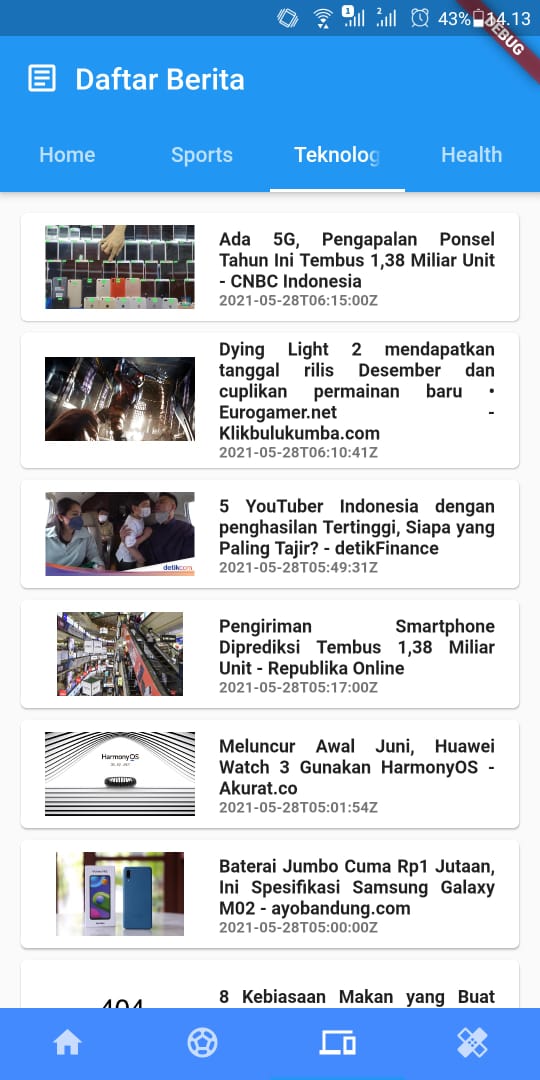 1 2 43% 14.13
DEBUG
Daftar Berita
Home Sports Teknolog Health
Ada 5G, Pengapalan Ponsel
Tahun Ini Tembus 1,38 Miliar Unit
- CNBC Indonesia
2021-05-28T06:15:00Z
Dying Light 2 mendapatkan
tanggal rilis Desember dan
cuplikan permainan baru •
Eurogamer.net -
Klikbulukumba.com
2021-05-28T06:10:41Z
detikcom
5 YouTuber Indonesia dengan
penghasilan Tertinggi, Siapa yang
Paling Tajir? - detikFinance
2021-05-28T05:49:31Z
Pengiriman Smartphone
Diprediksi Tembus 1,38 Miliar
Unit - Republika Online
2021-05-28T05:17:00Z
HarmonyOS
Meluncur Awal Juni, Huawei
Watch 3 Gunakan HarmonyOS -
Akurat.co
2021-05-28T05:01:54Z
Baterai Jumbo Cuma Rp1 Jutaan,
Ini Spesifikasi Samsung Galaxy
M02 - ayobandung.com
2021-05-28T05:00:00Z
404
8 Kebiasaan Makan yang Buat